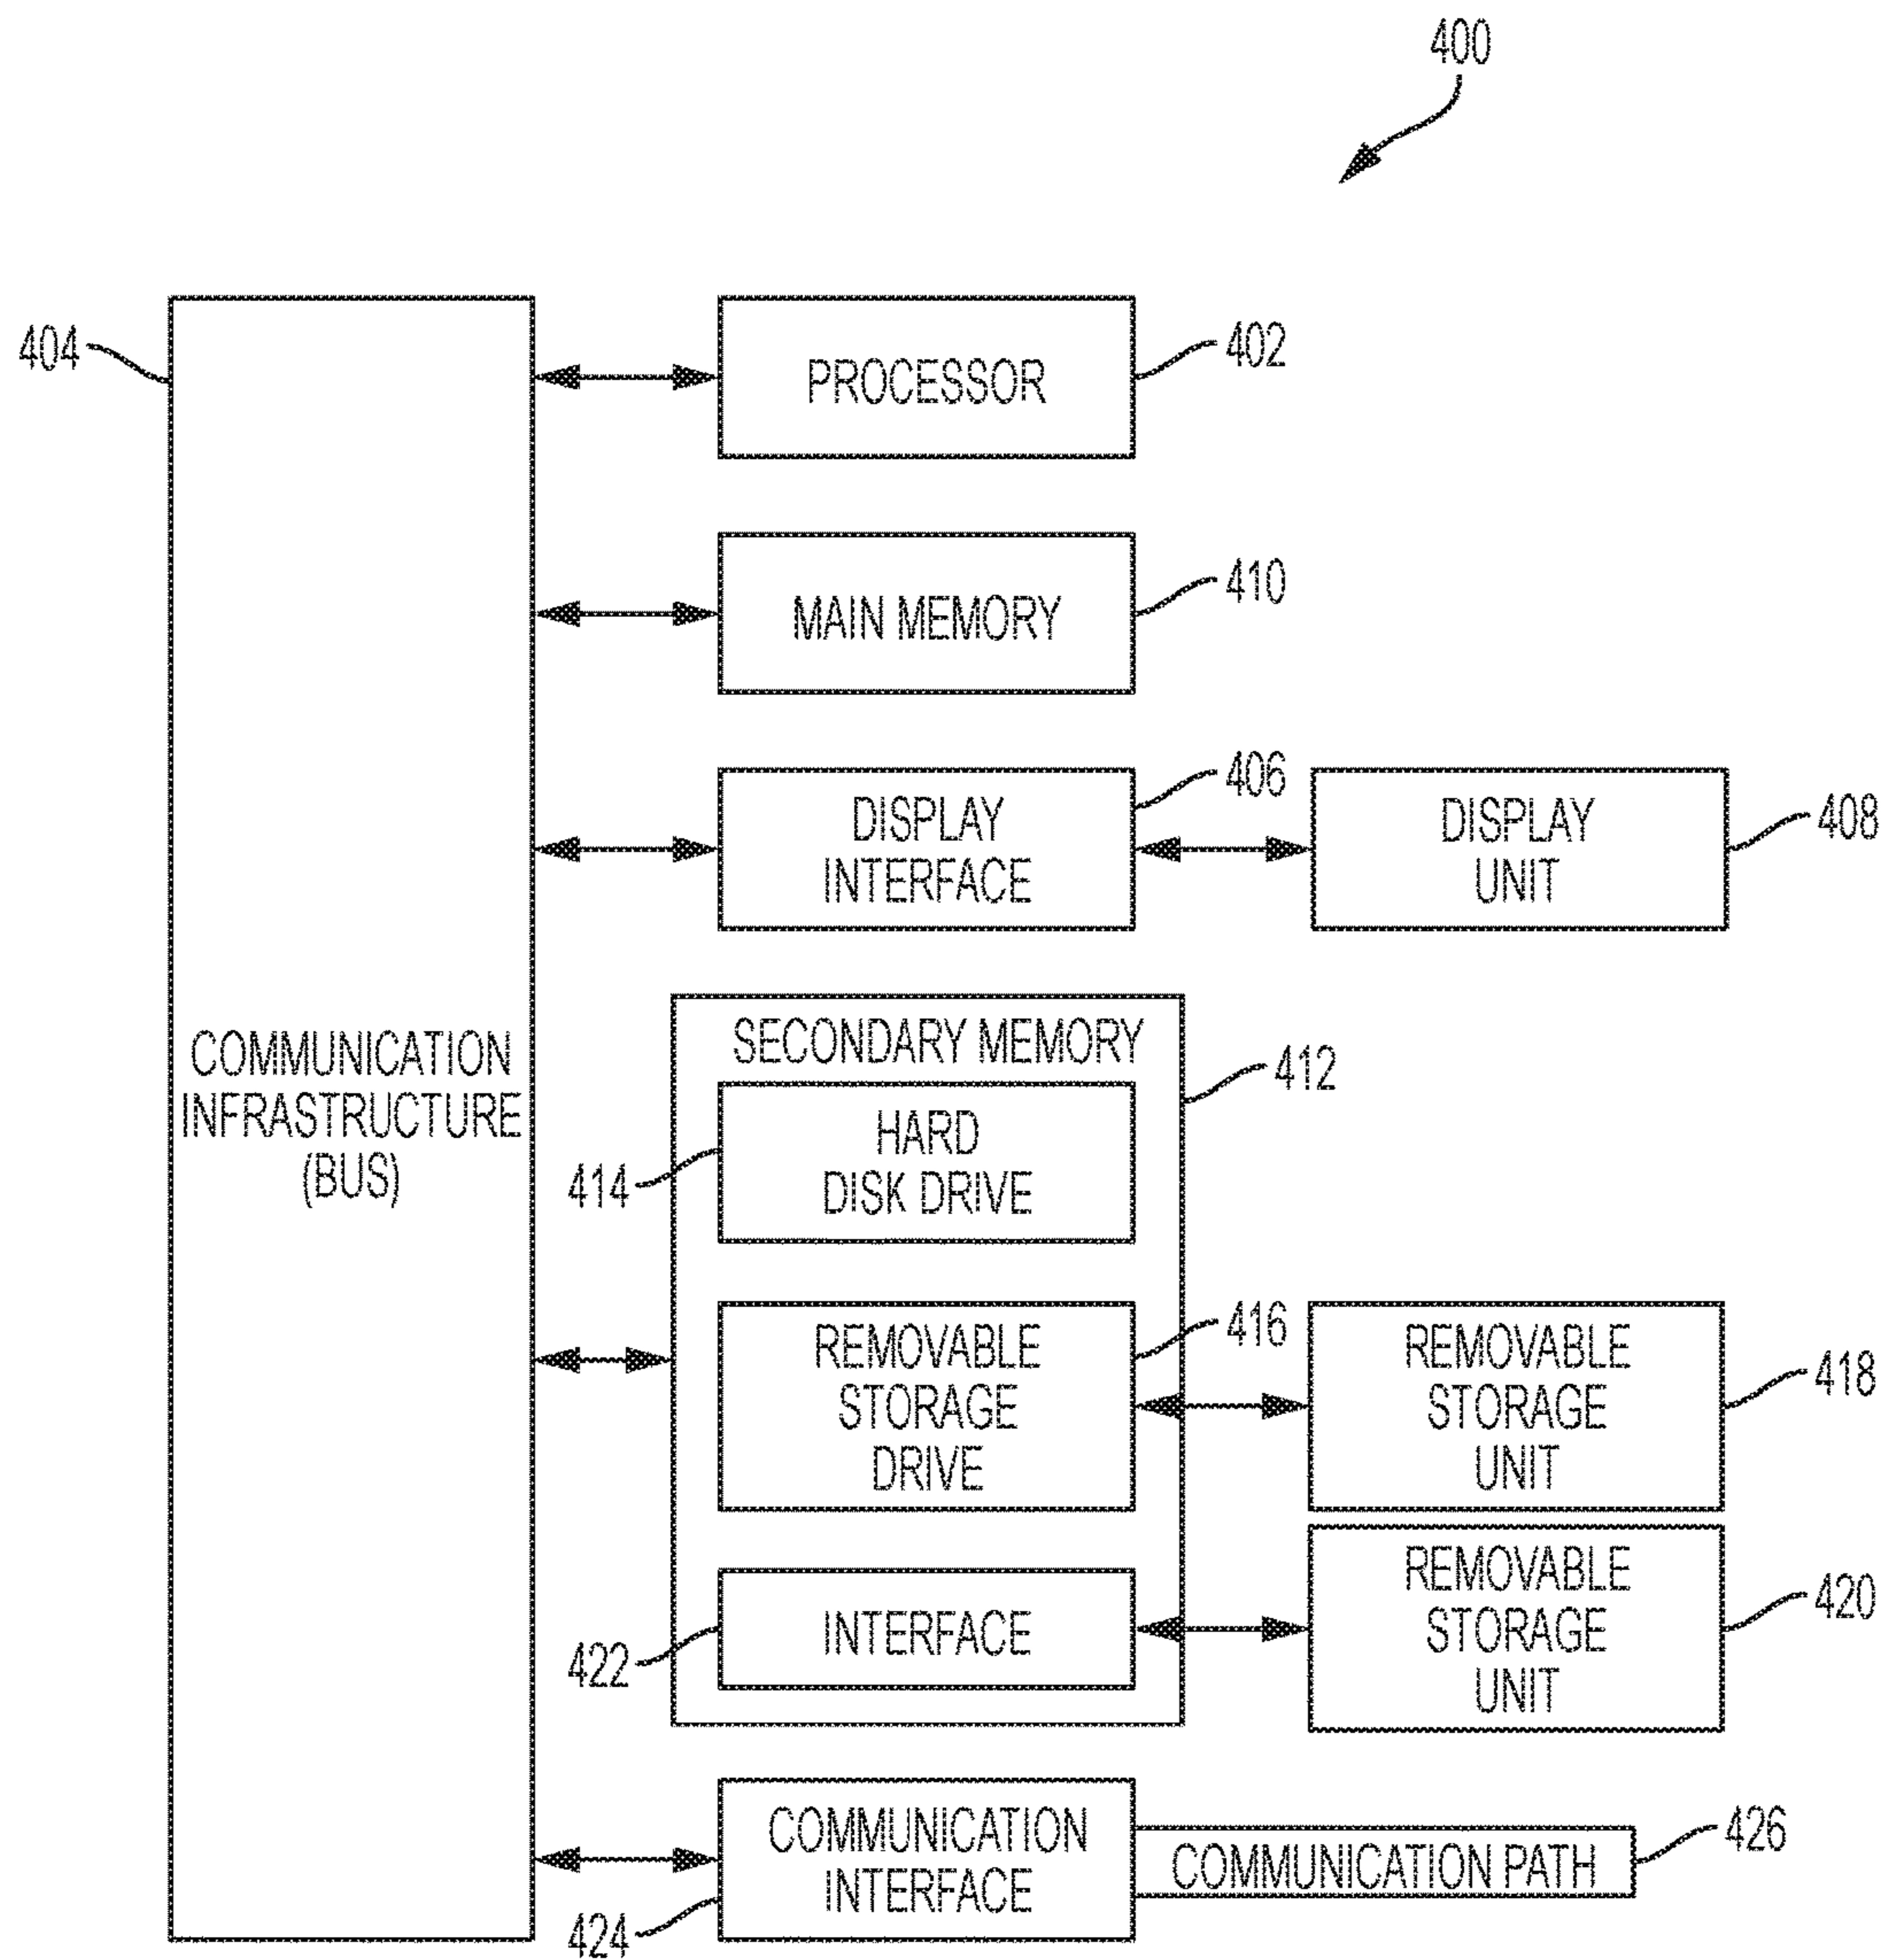 400
404
PROCESSOR
402
MAIN MEMORY
410
DISPLAY
INTERFACE
406
DISPLAY
UNIT
408
COMMUNICATION
INFRASTRUCTURE
(BUS)
SECONDARY MEMORY
412
HARD
DISK DRIVE
414
REMOVABLE
STORAGE
DRIVE
416
REMOVABLE
STORAGE
UNIT
418
INTERFACE
422
REMOVABLE
STORAGE
UNIT
420
COMMUNICATION
INTERFACE
424
COMMUNICATION PATH
426